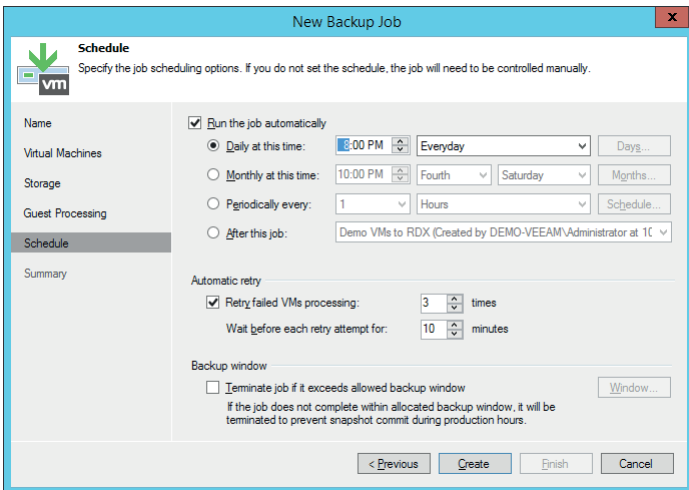 New Backup Job
x
Schedule
Specify the job scheduling options. If you do not set the schedule, the job will need to be controlled manually.
vm
Name
Virtual Machines
Storage
Guest Processing
Schedule
Summary
Run the job automatically
Daily at this time: 8:00 PM Everyday Days...
Monthly at this time: 10:00 PM Fourth Saturday Months...
Periodically every: 1 Hours Schedule...
After this job: Demo VMs to RDX (Created by DEMO-VEEAM\Administrator at 10
Automatic retry
Retry failed VMs processing: 3 times
Wait before each retry attempt for: 10 minutes
Backup window
Terminate job if it exceeds allowed backup window Window...
If the job does not complete within allocated backup window, it will be
terminated to prevent snapshot commit during production hours.
< Previous Create Finish Cancel